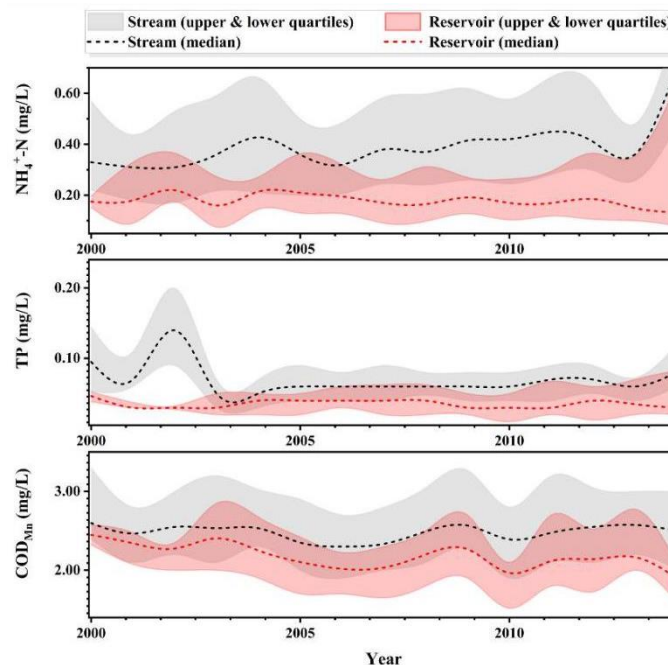 Stream (upper & lower quartiles) Reservoir (upper & lower quartiles)
Stream (median) Reservoir (median)
NH₄⁺-N (mg/L)
0.60
0.40
0.20
2000 2005 2010
TP (mg/L)
0.20
0.10
2000 2005 2010
COD_Mn (mg/L)
3.00
2.00
2000 2005 2010
Year